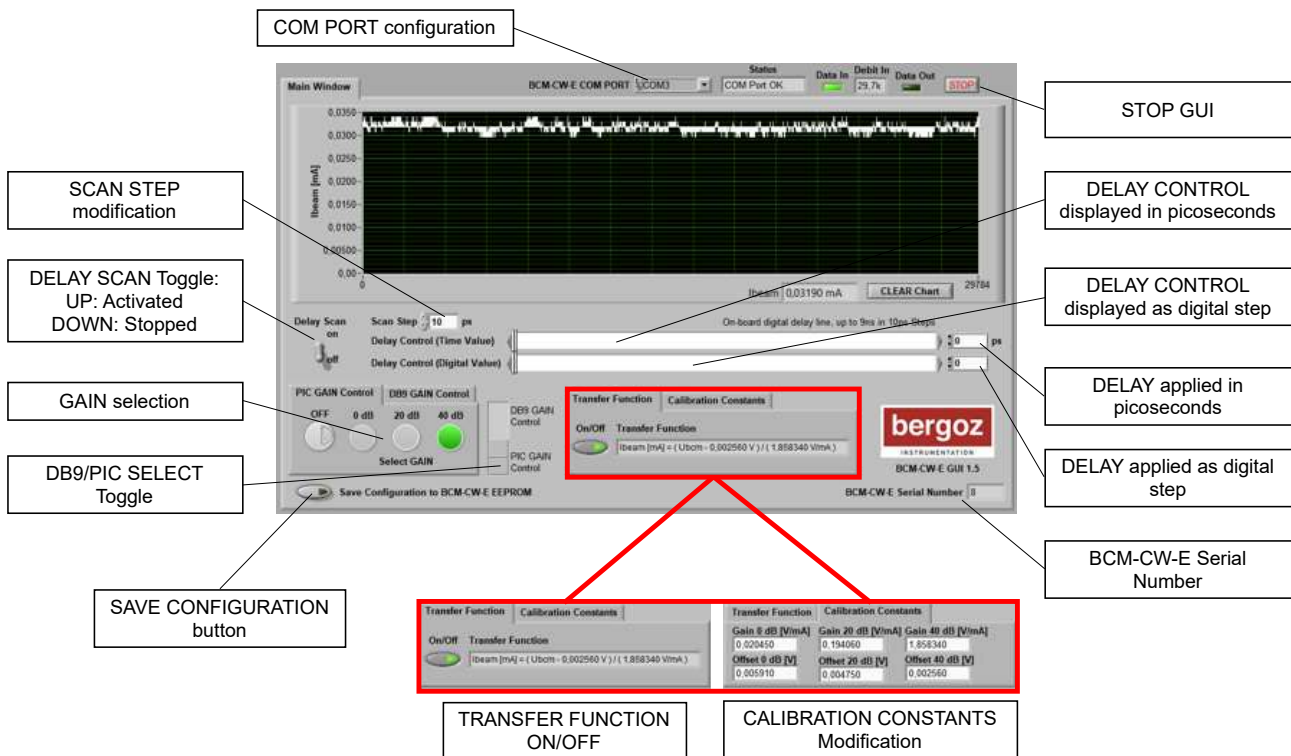 COM PORT configuration
Main Window
BCM-CW-E COM PORT
COM3
Status
COM Port OK
Data In
Debit In
29,7k
Data Out
STOP
STOP GUI
0,0350
0,0300
0,0250
0,0200
0,0150
0,0100
0,00500
0,00
Ibeam [mA]
0
29784
Ibeam
0,03190 mA
CLEAR Chart
SCAN STEP
modification
DELAY CONTROL
displayed in picoseconds
DELAY SCAN Toggle:
UP: Activated
DOWN: Stopped
DELAY CONTROL
displayed as digital step
Delay Scan
on
off
Scan Step
10
ps
On-board digital delay line, up to 9ns in 10ps Steps
Delay Control (Time Value)
0
ps
Delay Control (Digital Value)
0
GAIN selection
PIC GAIN Control
DB9 GAIN Control
OFF
0 dB
20 dB
40 dB
Select GAIN
DB9 GAIN
Control
PIC GAIN
Control
Transfer Function
Calibration Constants
On/Off
Transfer Function
Ibeam [mA] = ( Ubcm - 0,002560 V ) / ( 1,858340 V/mA )
bergoz
INSTRUMENTATION
BCM-CW-E GUI 1.5
DELAY applied in
picoseconds
DB9/PIC SELECT
Toggle
DELAY applied as digital
step
Save Configuration to BCM-CW-E EEPROM
BCM-CW-E Serial Number
BCM-CW-E Serial
Number
SAVE CONFIGURATION
button
Transfer Function
Calibration Constants
On/Off
Transfer Function
Ibeam [mA] = ( Ubcm - 0,002560 V ) / ( 1,858340 V/mA )
Transfer Function
Calibration Constants
Gain 0 dB [V/mA]
Gain 20 dB [V/mA]
Gain 40 dB [V/mA]
0,020450
0,194060
1,858340
Offset 0 dB [V]
Offset 20 dB [V]
Offset 40 dB [V]
0,005910
0,004750
0,002560
TRANSFER FUNCTION
ON/OFF
CALIBRATION CONSTANTS
Modification